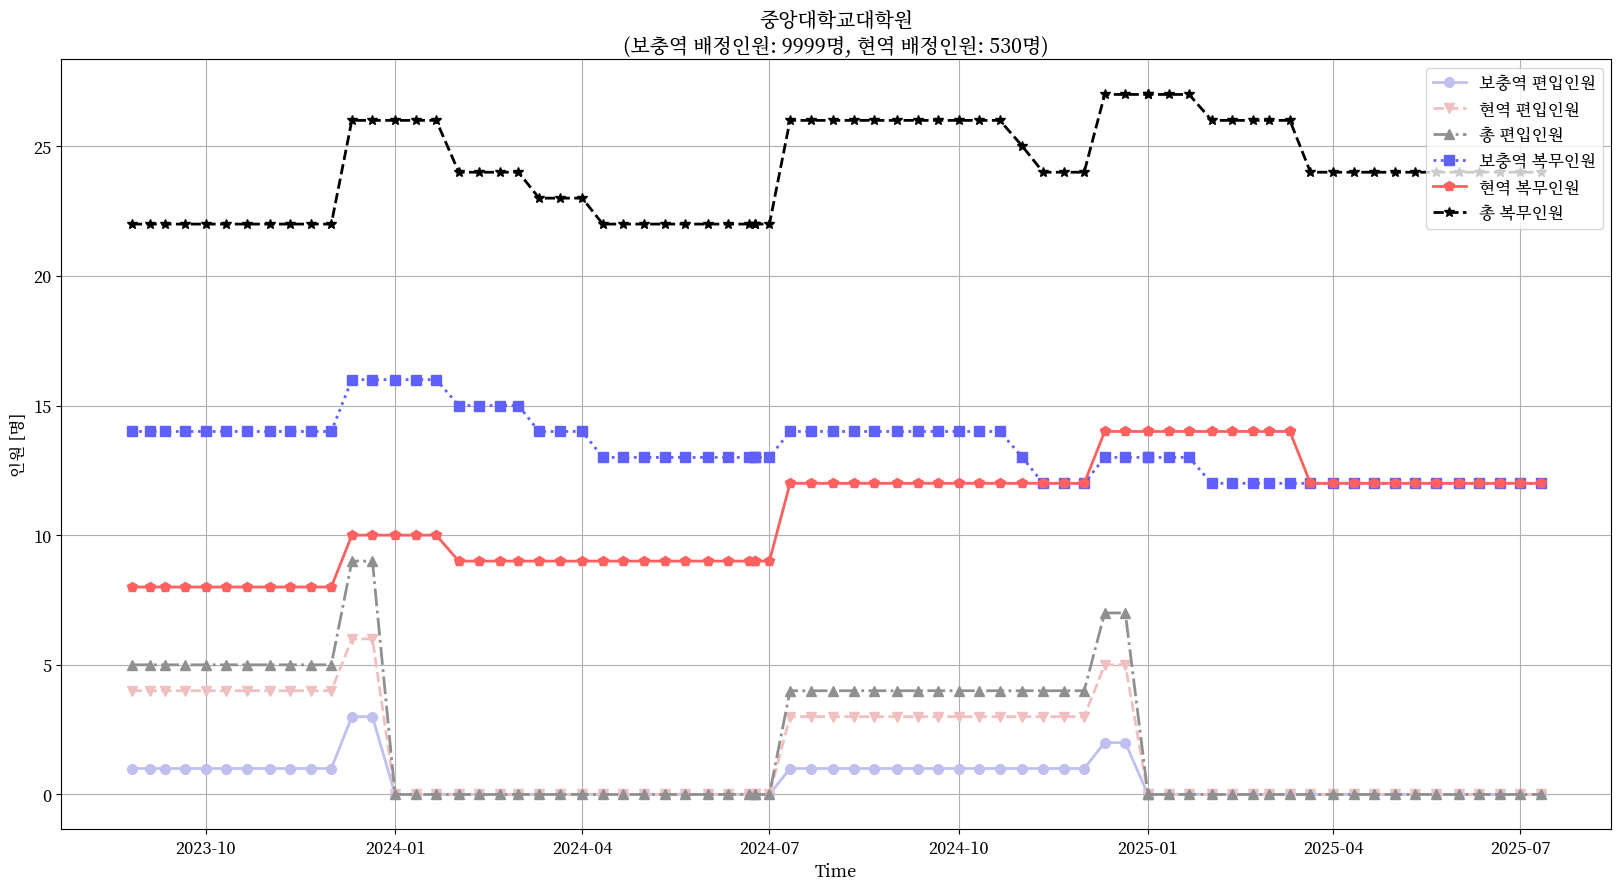 중앙대학교대학원
(보충역 배정인원: 9999명, 현역 배정인원: 530명)
보충역 편입인원
현역 편입인원
총 편입인원
보충역 복무인원
현역 복무인원
총 복무인원
인원 [명]
25
20
15
10
5
0
2023-10
2024-01
2024-04
2024-07
2024-10
2025-01
2025-04
2025-07
Time